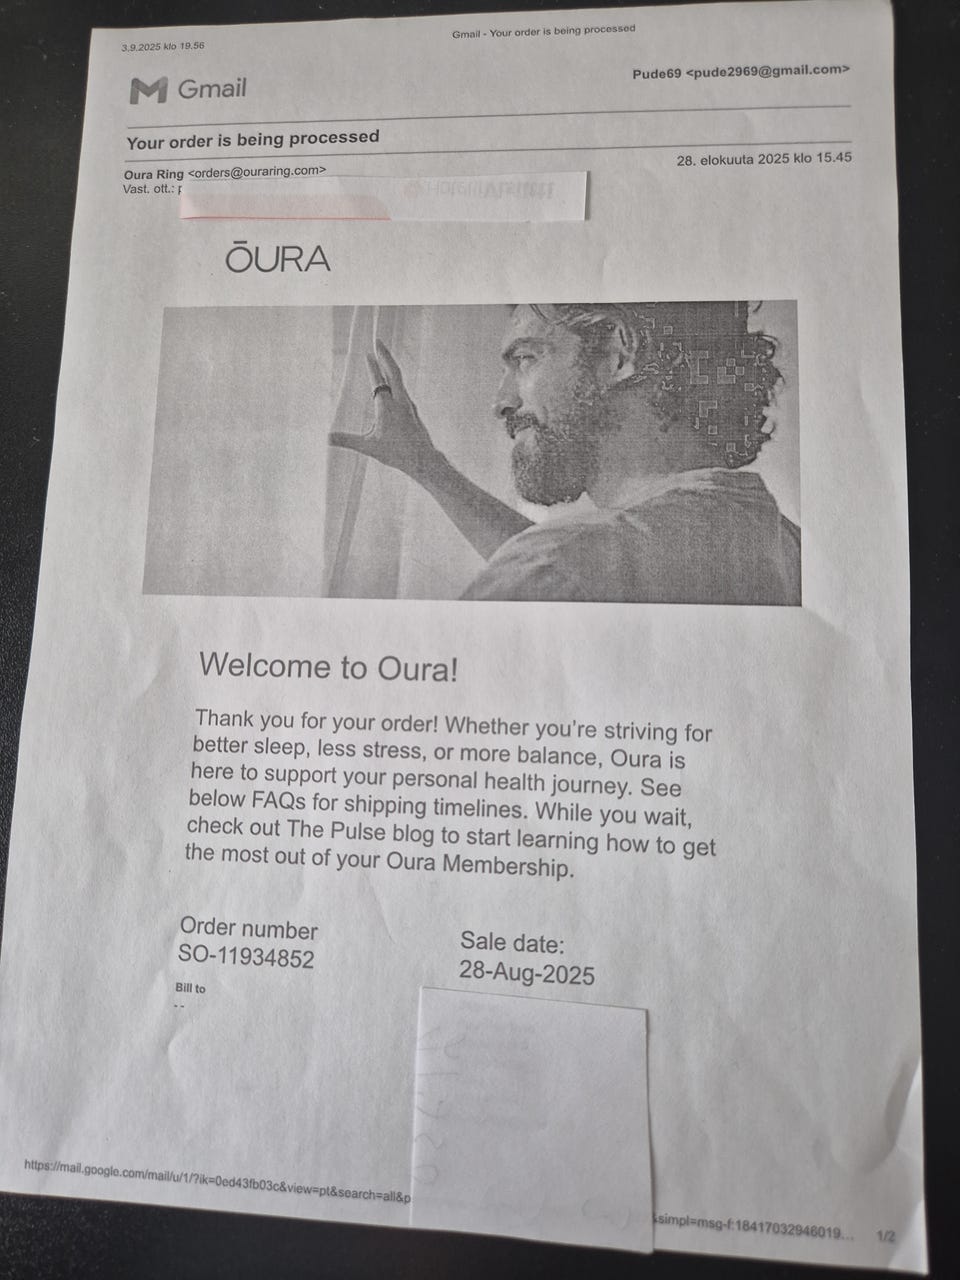 3.9.2025 klo 19.56
Gmail - Your order is being processed
Gmail
Pude69 <pude2969@gmail.com>
Your order is being processed
Oura Ring <orders@ouraring.com>
28. elokuuta 2025 klo 15.45
Vast. ott.:
ŌURA
Welcome to Oura!
Thank you for your order! Whether you're striving for
better sleep, less stress, or more balance, Oura is
here to support your personal health journey. See
below FAQs for shipping timelines. While you wait,
check out The Pulse blog to start learning how to get
the most out of your Oura Membership.
Order number
SO-11934852
Sale date:
28-Aug-2025
Bill to
--
https://mail.google.com/mail/u/1/?ik=0ed43fb03c&view=pt&search=all&p
simpl=msg-f:18417032946019...
1/2